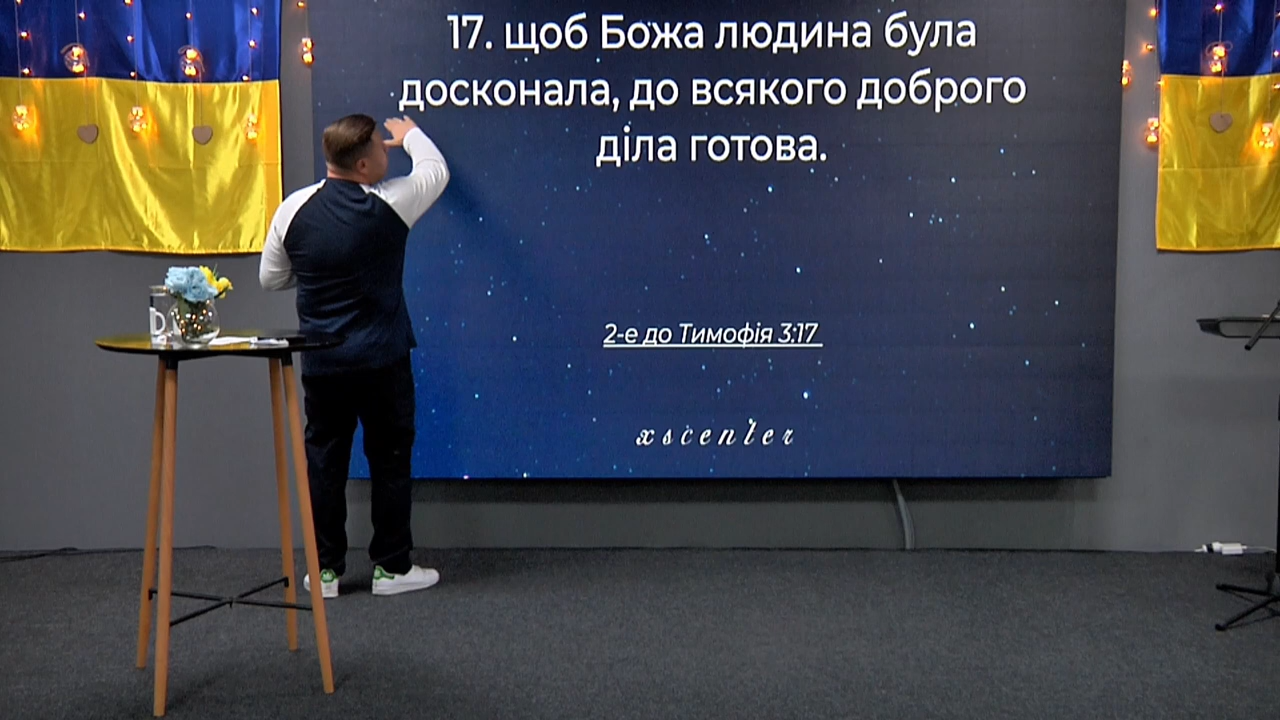 17. щоб Божа людина була
досконала, до всякого доброго
діла готова.
2-е до Тимофія 3:17
xscenter